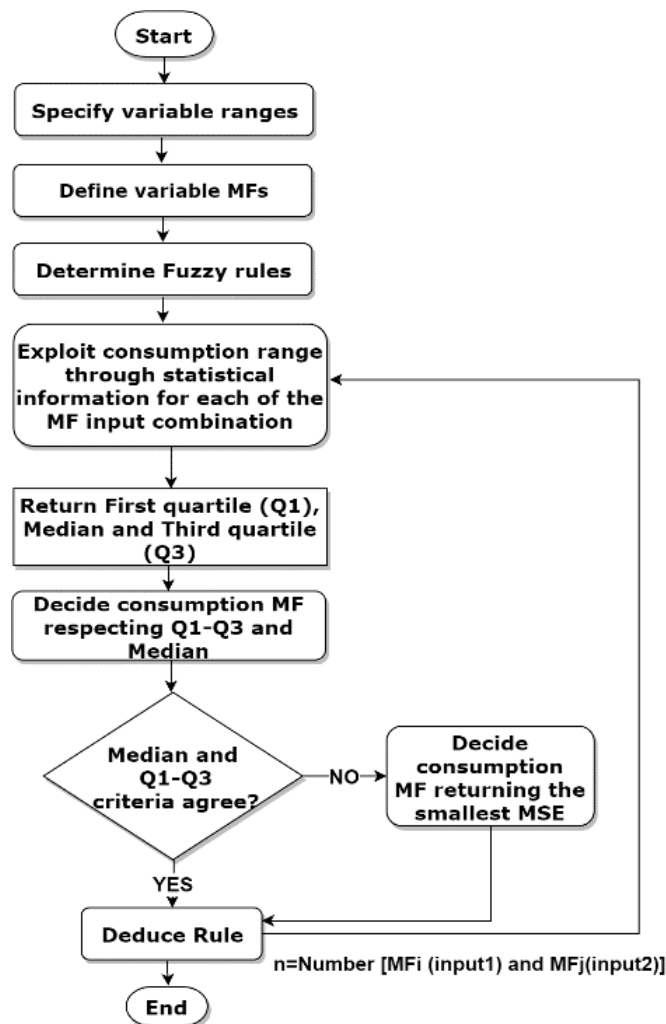 Start
Specify variable ranges
Define variable MFs
Determine Fuzzy rules
Exploit consumption range
through statistical
information for each of the
MF input combination
Return First quartile (Q1),
Median and Third quartile
(Q3)
Decide consumption MF
respecting Q1-Q3 and
Median
Median and
Q1-Q3
criteria agree?
NO
Decide
consumption
MF returning the
smallest MSE
YES
Deduce Rule
n=Number [MFi (input1) and MFj(input2)]
End